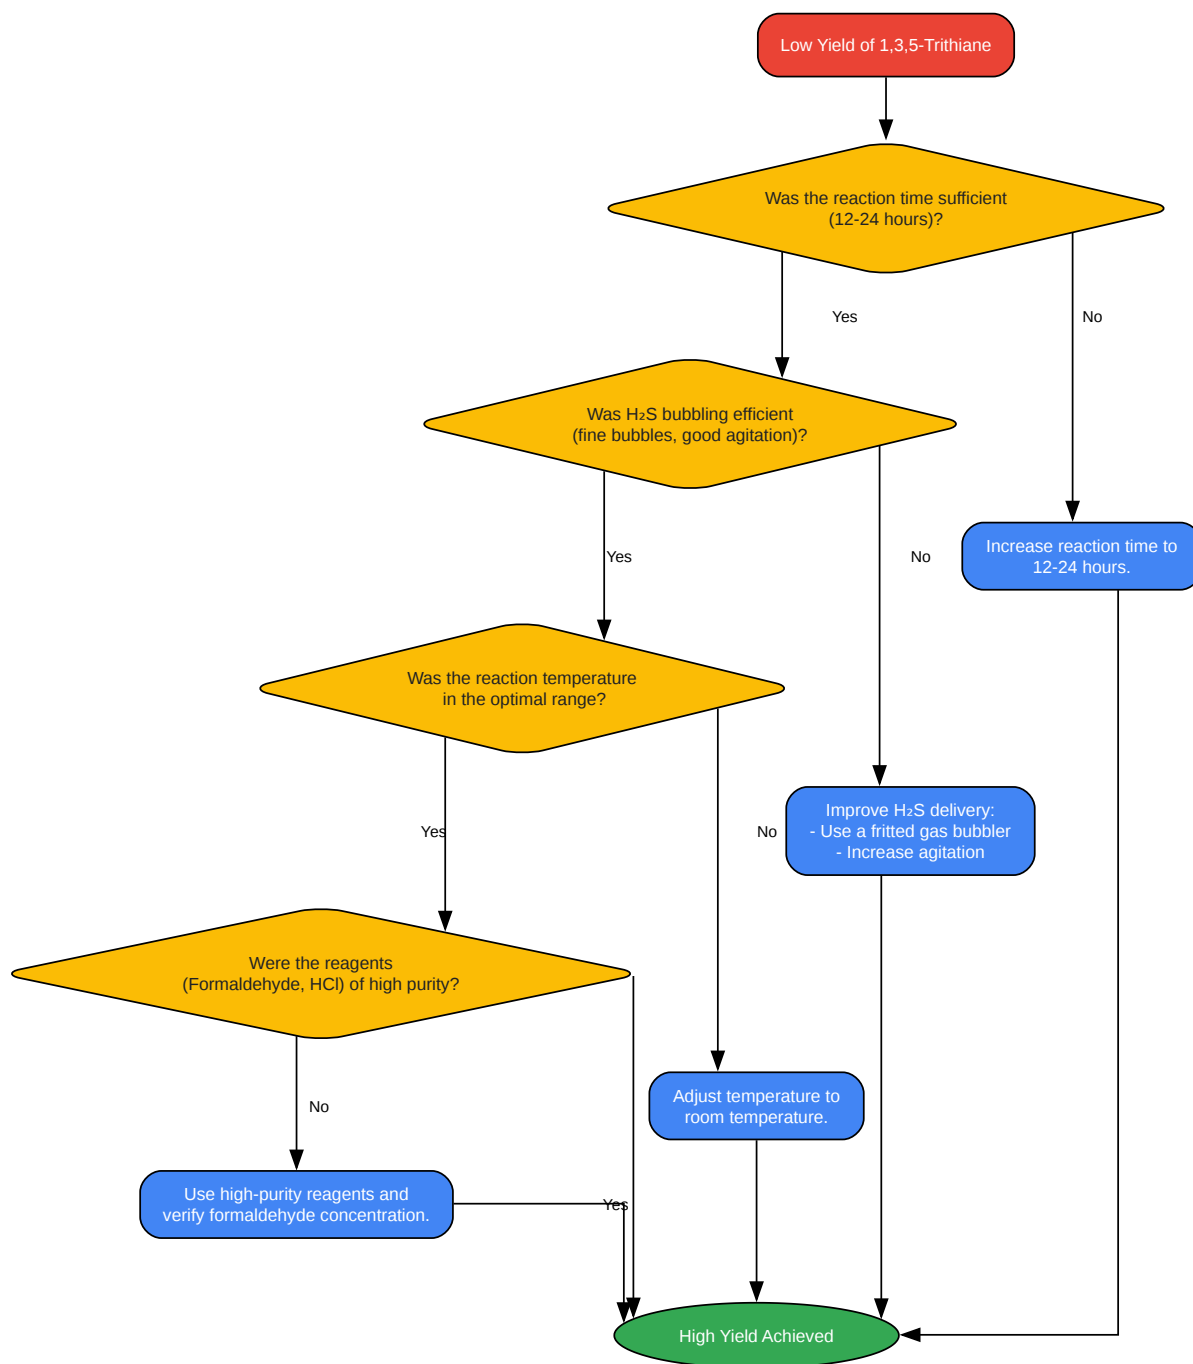 Low Yield of 1,3,5-Trithiane
Was the reaction time sufficient
(12-24 hours)?
Yes
No
Was H₂S bubbling efficient
(fine bubbles, good agitation)?
Yes
No
Increase reaction time to
12-24 hours.
Was the reaction temperature
in the optimal range?
Yes
No
Improve H₂S delivery:
- Use a fritted gas bubbler
- Increase agitation
Were the reagents
(Formaldehyde, HCl) of high purity?
No
Adjust temperature to
room temperature.
Use high-purity reagents and
verify formaldehyde concentration.
Yes
High Yield Achieved